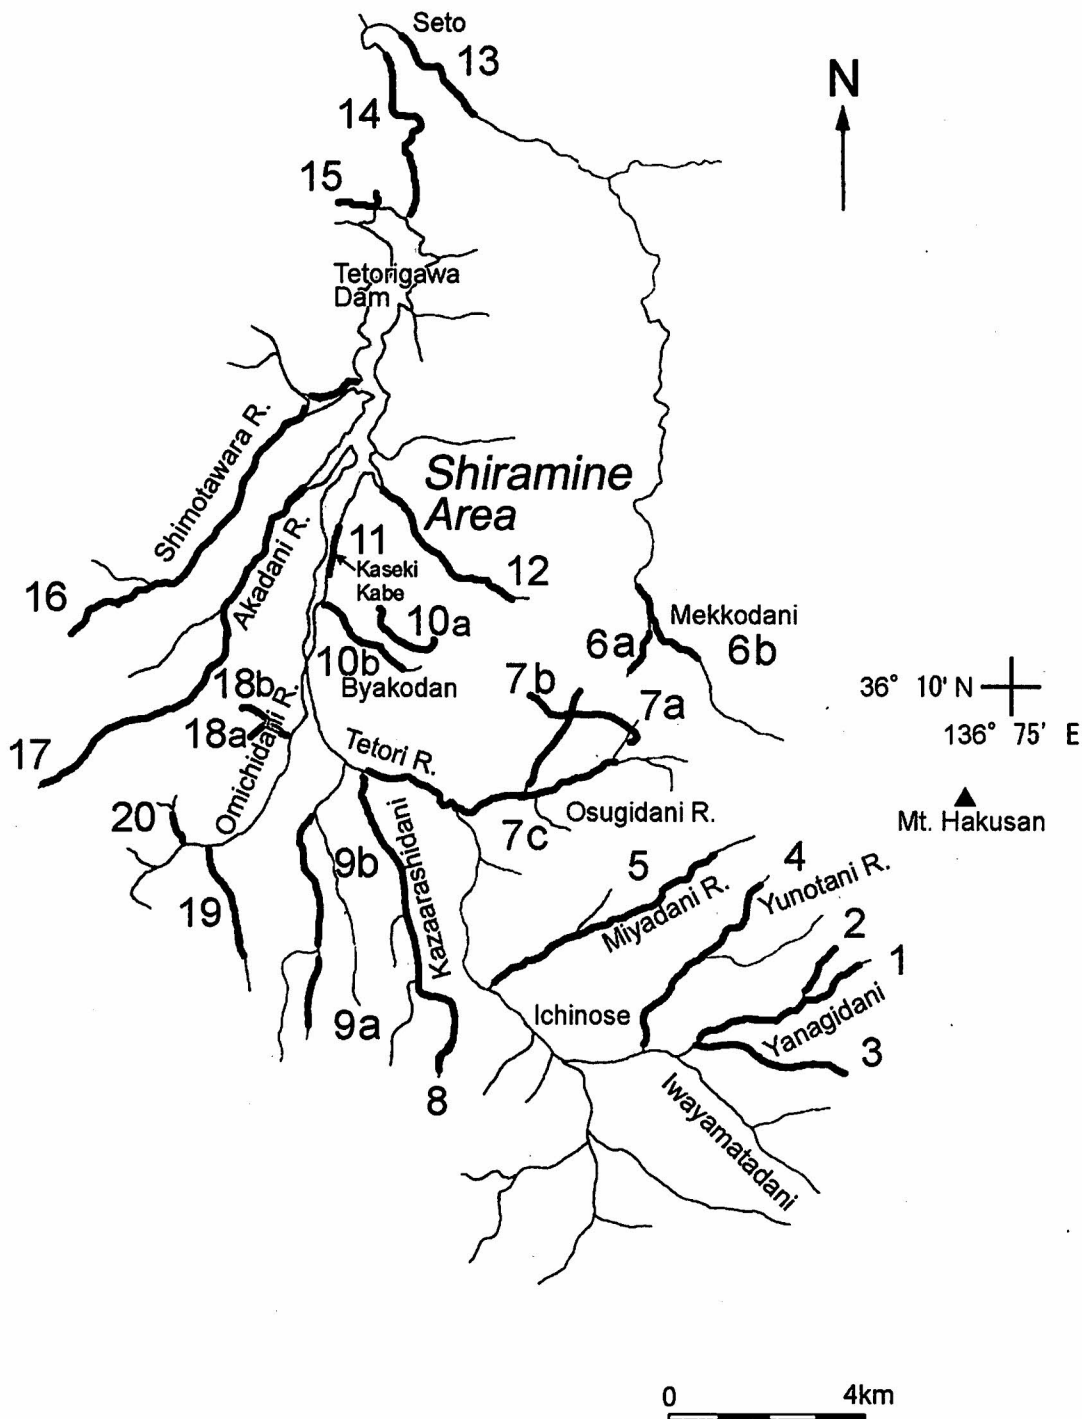 Seto
13
N
14
15
Tetorigawa
Dam
Shimotawara R.
Shiramine
Area
Akadani R.
11
Kaseki
Kabe
12
16
10a
Mekkodani
6a
6b
10b
Byakodan
18b
7b
7a
36° 10' N
136° 75' E
18a
17
Omichidani R.
Tetori R.
Mt. Hakusan
20
Osugidani R.
7c
9b
Kazaarashidani
5
4
Miyadani R.
Yunotani R.
19
2
1
Ichinose
Yanagidani
9a
3
8
Iwayamatadani
0 4km